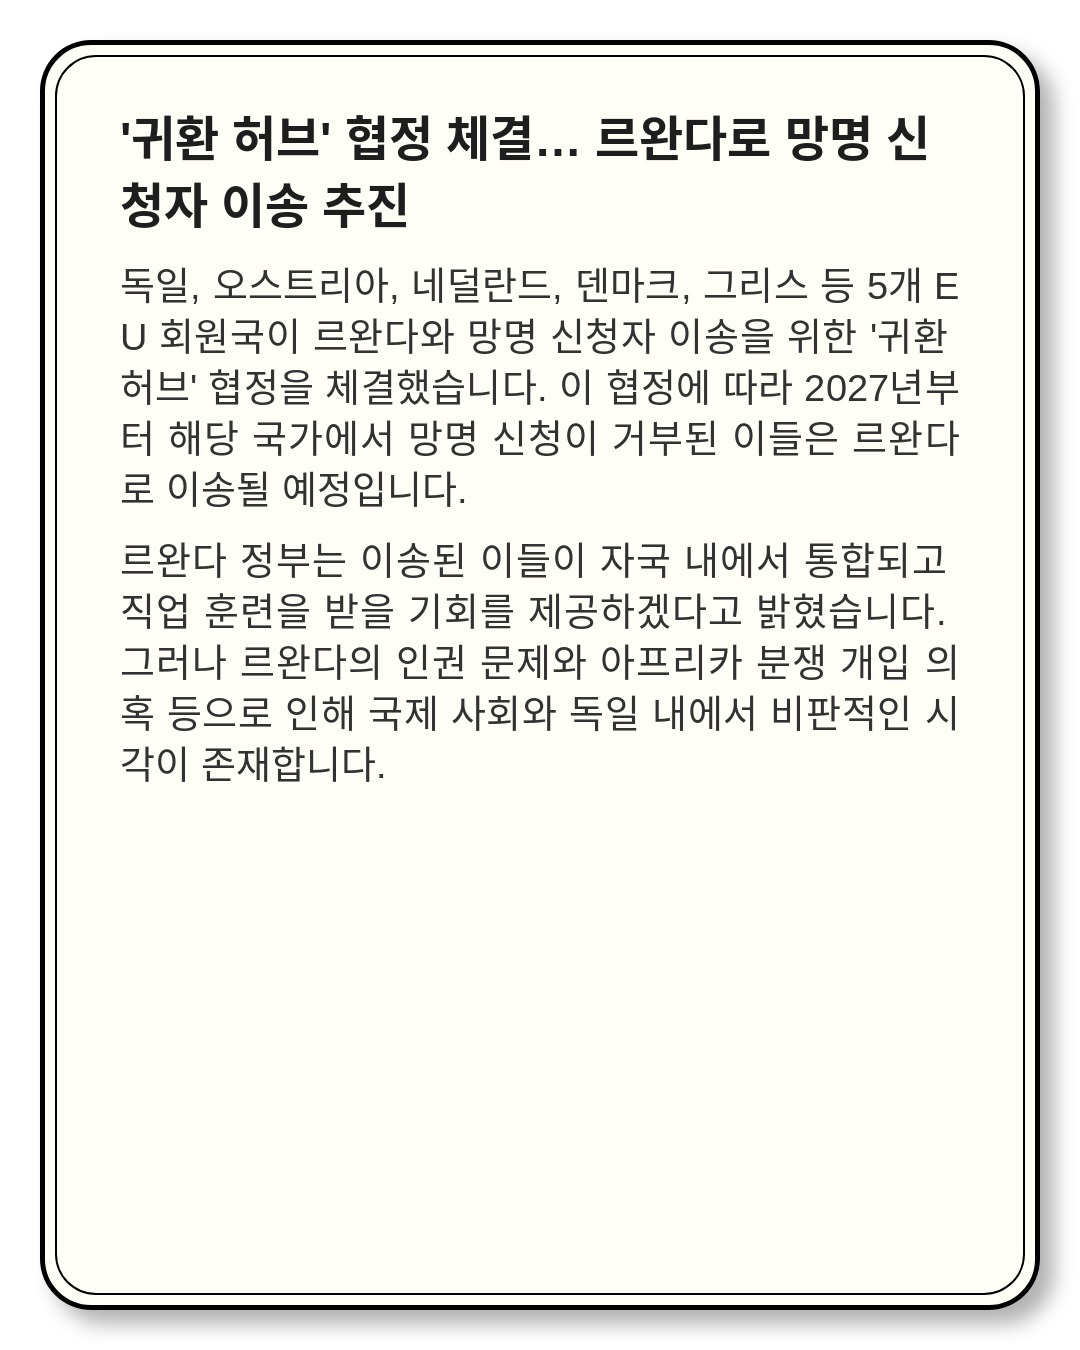 '귀환 허브' 협정 체결... 르완다로 망명 신
청자 이송 추진
독일, 오스트리아, 네덜란드, 덴마크, 그리스 등 5개 E
U 회원국이 르완다와 망명 신청자 이송을 위한 '귀환
허브' 협정을 체결했습니다. 이 협정에 따라 2027년부
터 해당 국가에서 망명 신청이 거부된 이들은 르완다
로 이송될 예정입니다.
르완다 정부는 이송된 이들이 자국 내에서 통합되고
직업 훈련을 받을 기회를 제공하겠다고 밝혔습니다.
그러나 르완다의 인권 문제와 아프리카 분쟁 개입 의
혹 등으로 인해 국제 사회와 독일 내에서 비판적인 시
각이 존재합니다.